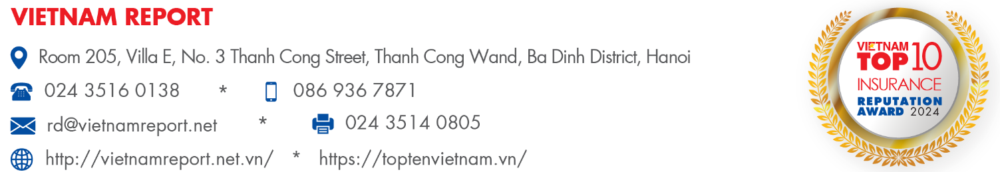 VIETNAM REPORT
Room 205, Villa E, No. 3 Thanh Cong Street, Thanh Cong Wand, Ba Dinh District, Hanoi
024 3516 0138 * 086 936 7871
rd@vietnamreport.net * 024 3514 0805
http://vietnamreport.net.vn/ * https://toptenvietnam.vn/
VIETNAM
TOP 10
INSURANCE
REPUTATION
AWARD 2024